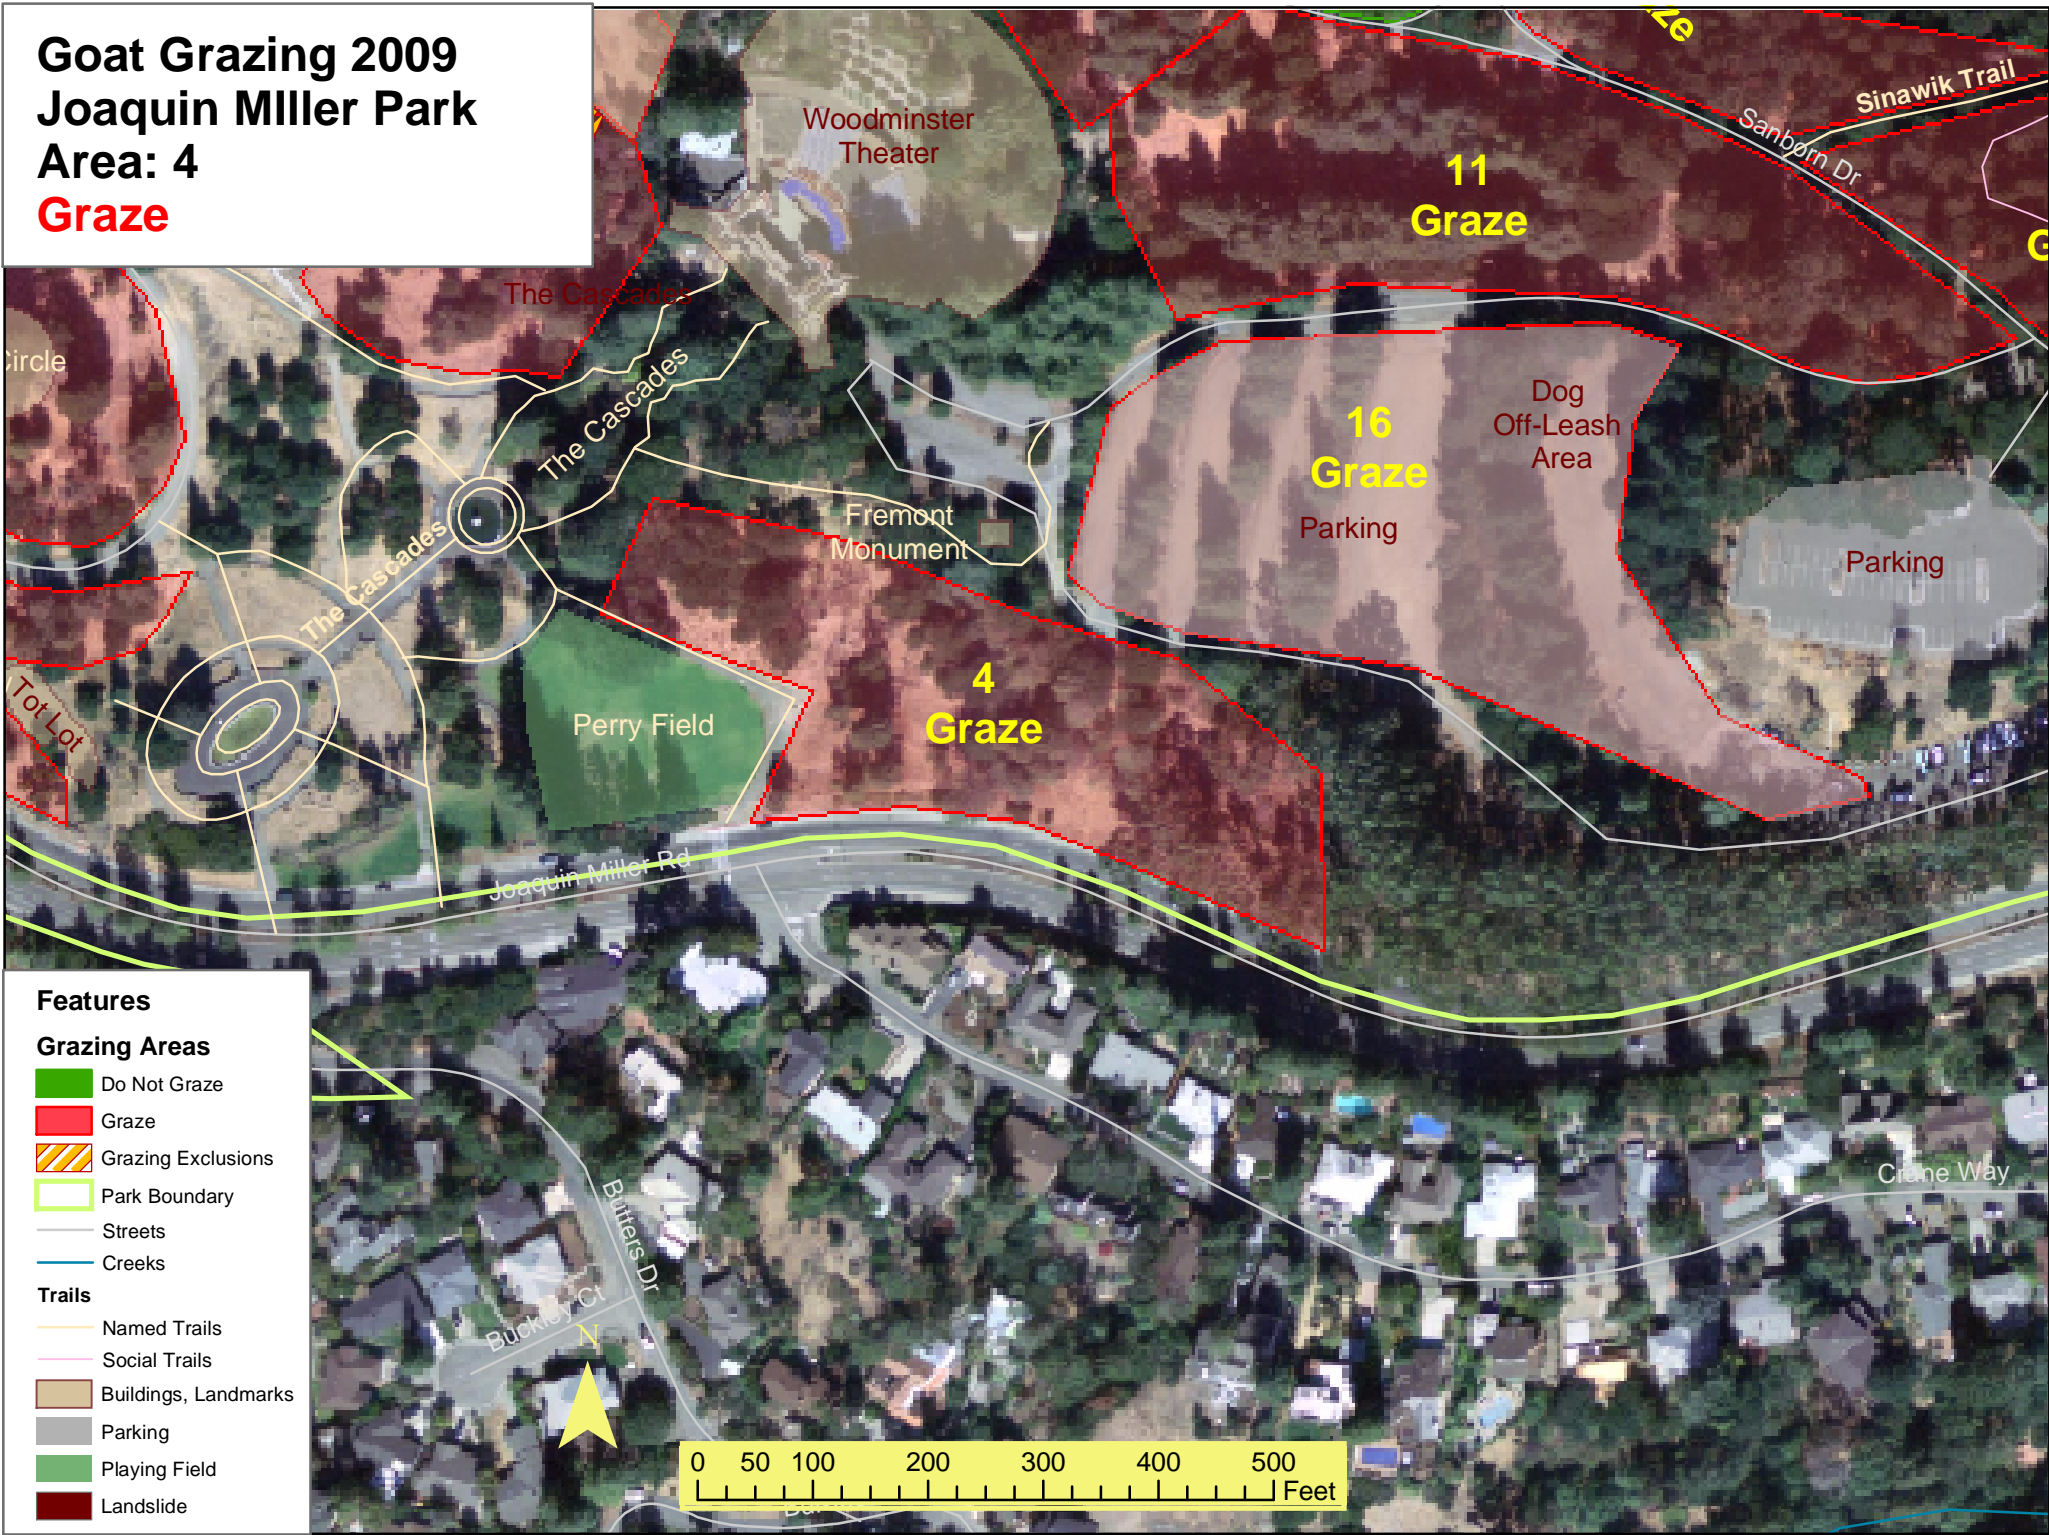 Goat Grazing 2009
Joaquin MIller Park
Area: 4
Graze
Woodminster
Theater
The Cascades
11
Graze
Sanborn Dr
Sinawik Trail
ze
G
Circle
The Cascades
The Cascades
16
Graze
Dog
Off-Leash
Area
Parking
Parking
Fremont
Monument
Tot Lot
Perry Field
4
Graze
Joaquin Miller Rd
Features
Grazing Areas
Do Not Graze
Graze
Grazing Exclusions
Park Boundary
Streets
Creeks
Trails
Named Trails
Social Trails
Buildings, Landmarks
Parking
Playing Field
Landslide
Butters Dr
Buckley Ct
Crane Way
N
0 50 100 200 300 400 500
Feet